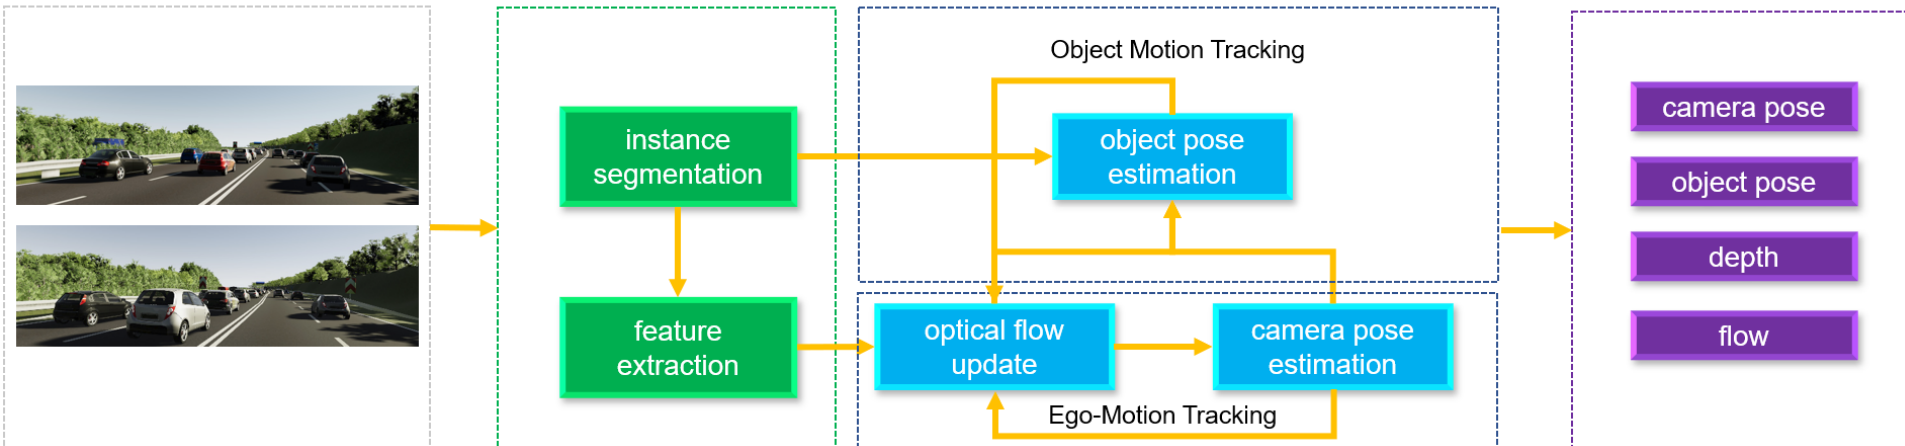 instance
segmentation
feature
extraction
Object Motion Tracking
object pose
estimation
optical flow
update
camera pose
estimation
Ego-Motion Tracking
camera pose
object pose
depth
flow